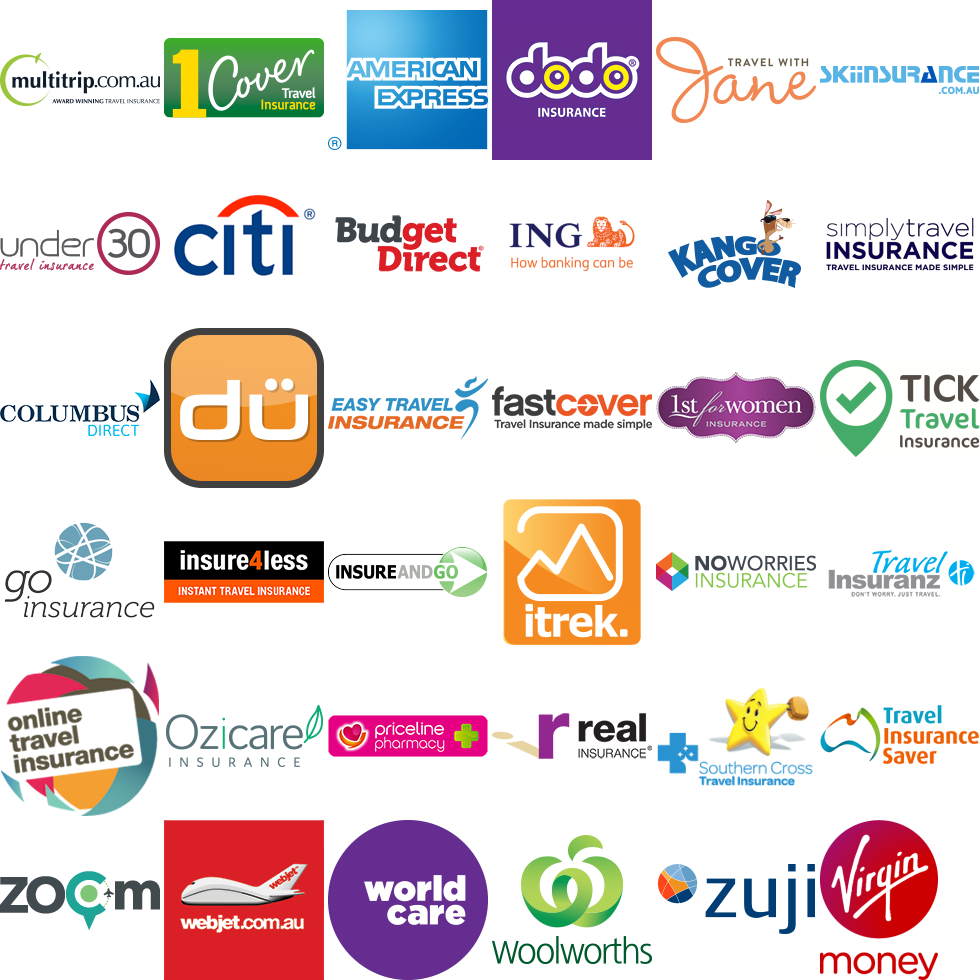 multitrip.com.au
AWARD WINNING TRAVEL INSURANCE
1Cover
Travel
Insurance
AMERICAN
EXPRESS
®
dodo®
INSURANCE
TRAVEL WITH
Jane
SKiiNSURANCE
.COM.AU
under 30
travel insurance
citi®
Budget
Direct®
ING
How banking can be
KANGO
COVER
simplytravel
INSURANCE
TRAVEL INSURANCE MADE SIMPLE
COLUMBUS
DIRECT
dü
EASY TRAVEL
INSURANCE
fastcover
Travel Insurance made simple
1st for women
INSURANCE
TICK
Travel
Insurance
go
insurance
insure4less
INSTANT TRAVEL INSURANCE
INSUREANDGO
itrek.
NOWORRIES
INSURANCE
Travel
Insuranz
DON'T WORRY. JUST TRAVEL.
online
travel
insurance
Ozicare
INSURANCE
priceline
pharmacy
real
INSURANCE®
Southern Cross
Travel Insurance
Travel
Insurance
Saver
zoom
webjet
webjet.com.au
world
care
Woolworths
zuji
Virgin
money